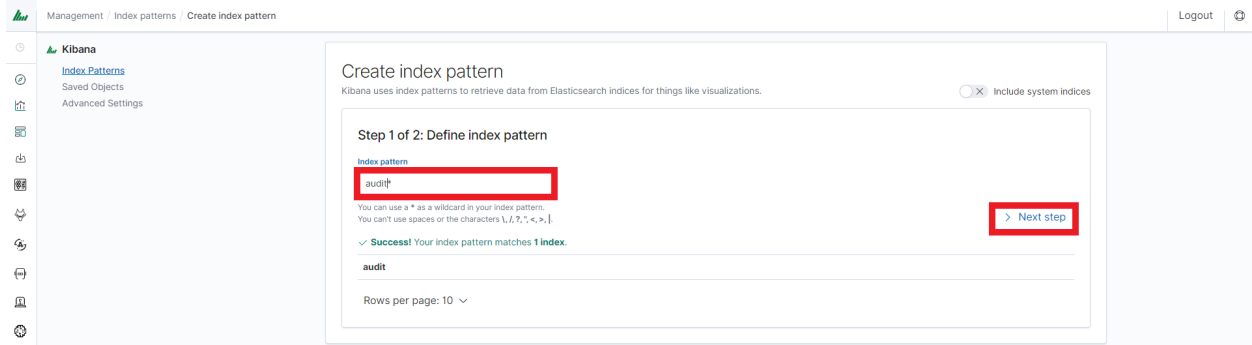 Management / Index patterns / Create index pattern
Logout
Kibana
Index Patterns
Saved Objects
Advanced Settings
Create index pattern
Kibana uses index patterns to retrieve data from Elasticsearch indices for things like visualizations.
Include system indices
Step 1 of 2: Define index pattern
Index pattern
audit*
You can use a * as a wildcard in your index pattern.
You can't use spaces or the characters \, /, ?, ", <, >, |.
> Next step
✓ Success! Your index pattern matches 1 index.
audit
Rows per page: 10